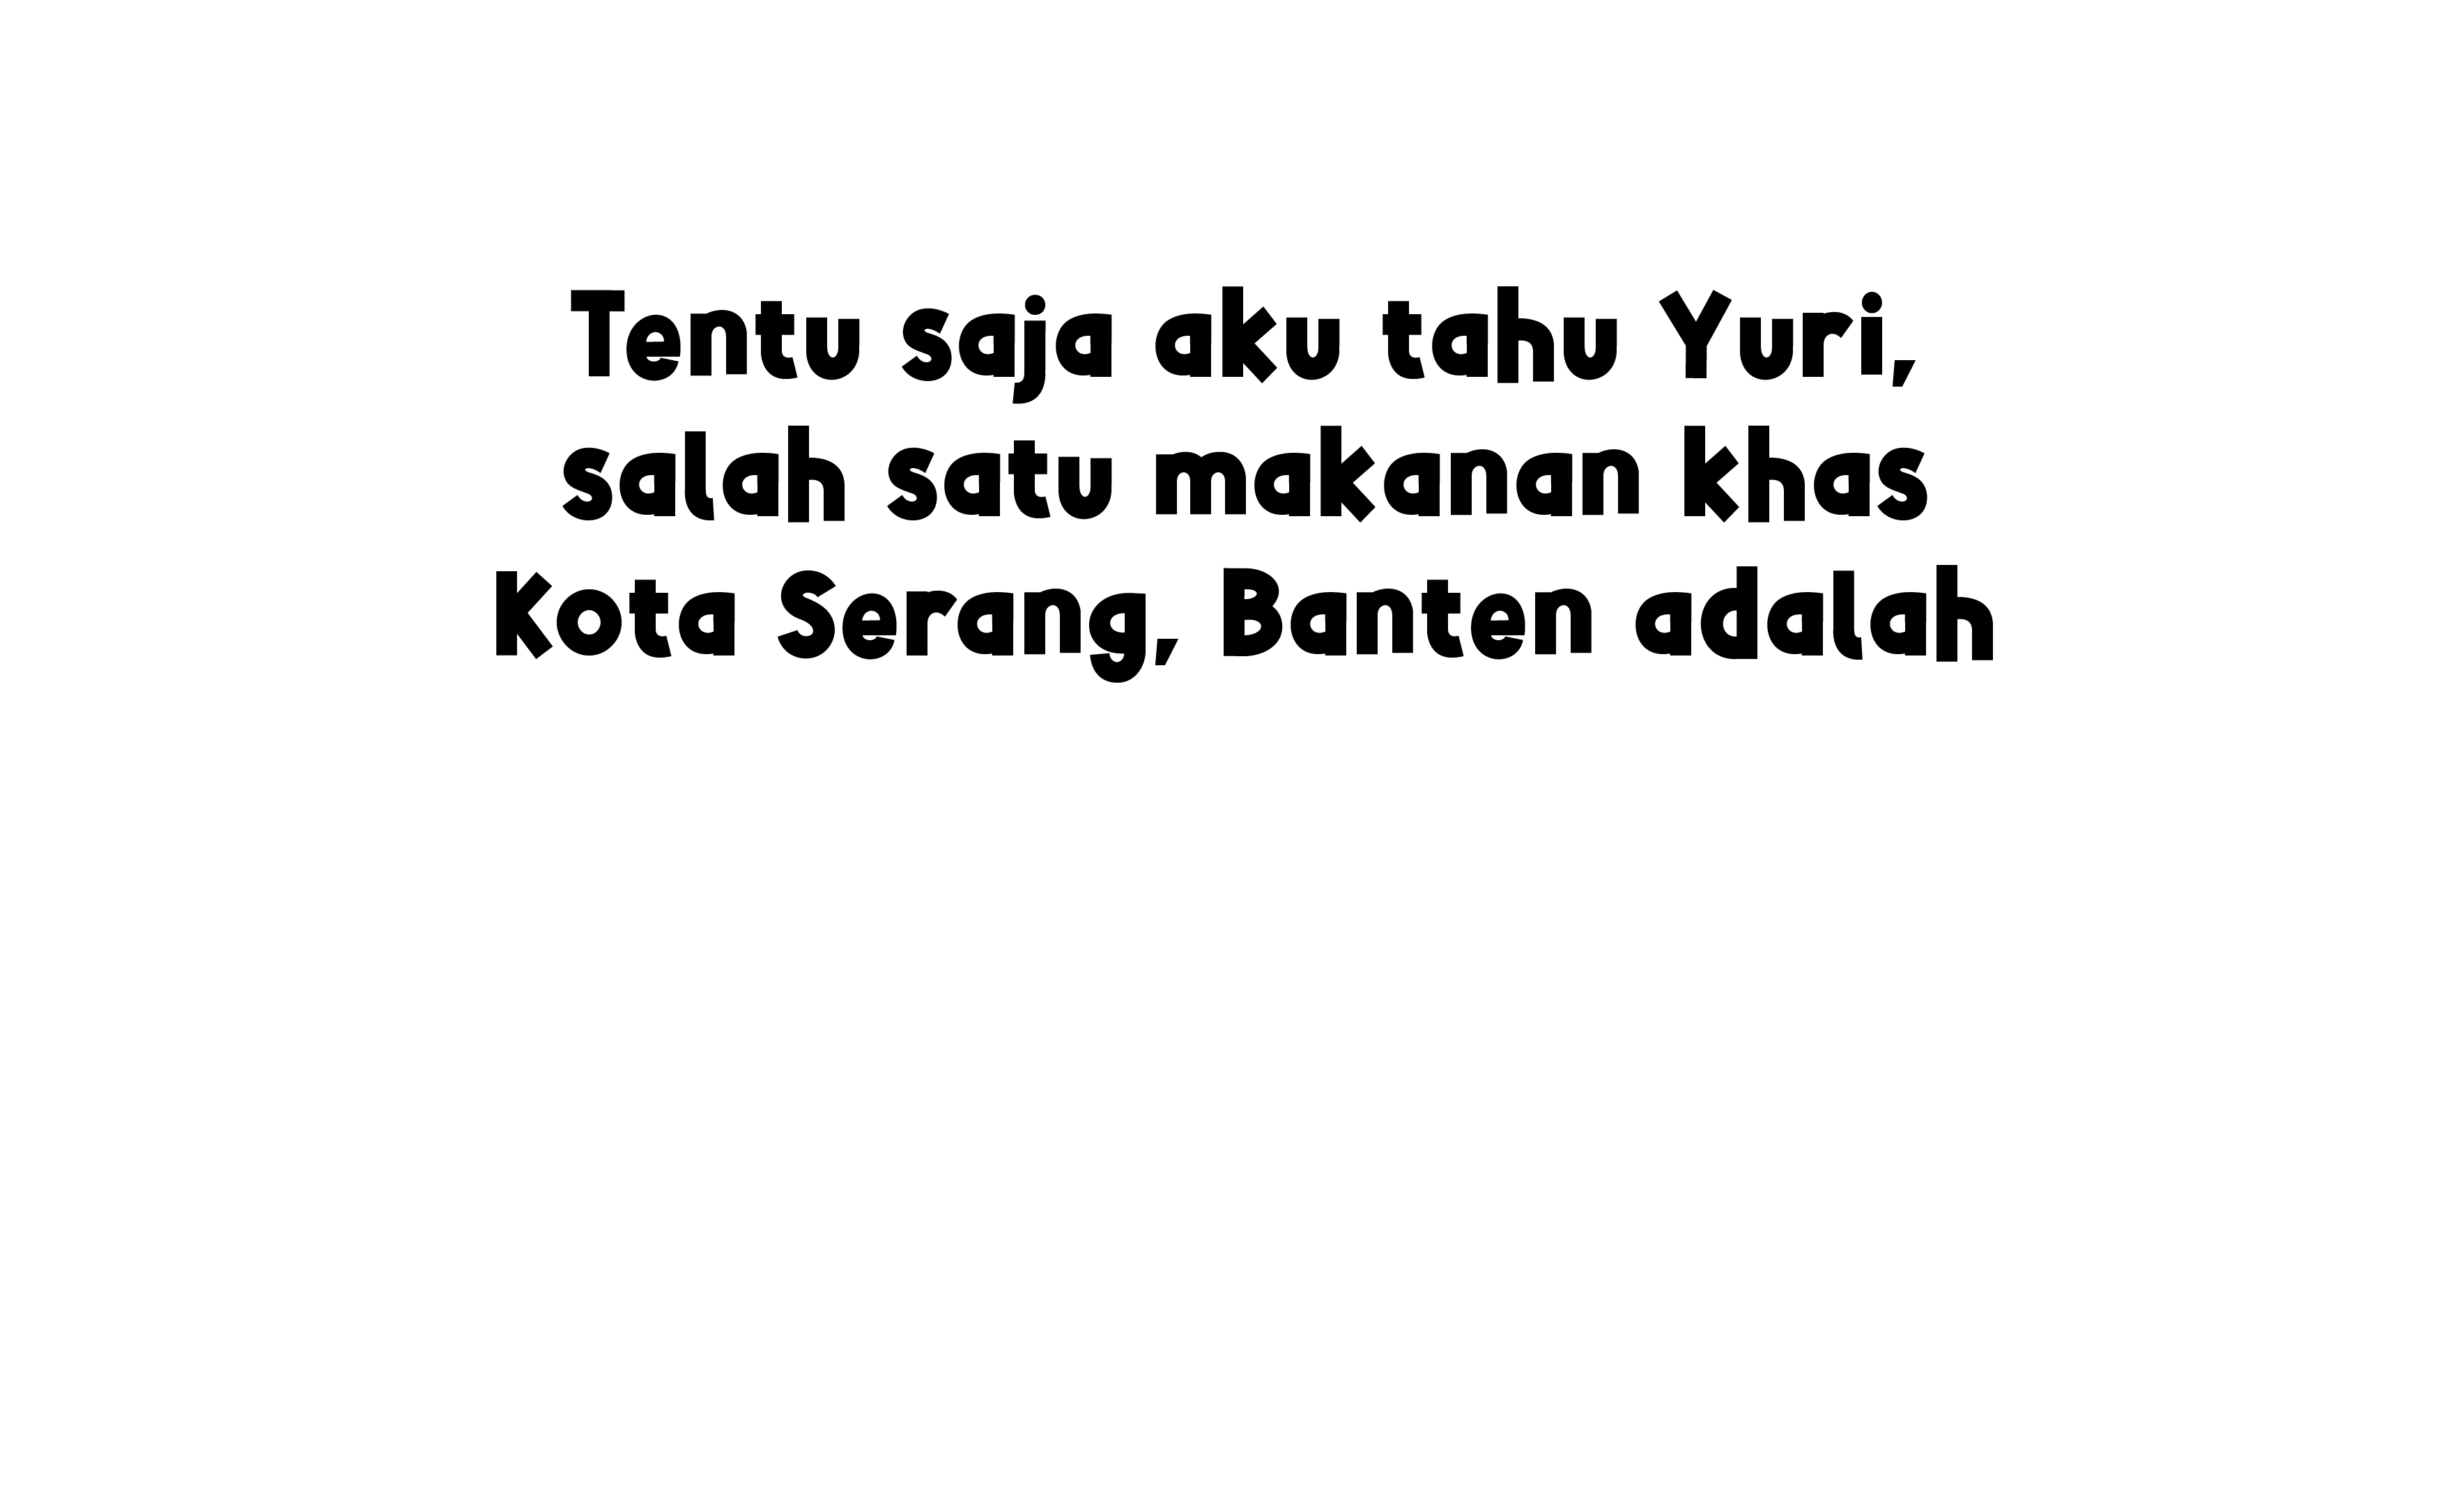 Tentu saja aku tahu Yuri,
salah satu makanan khas
Kota Serang, Banten adalah